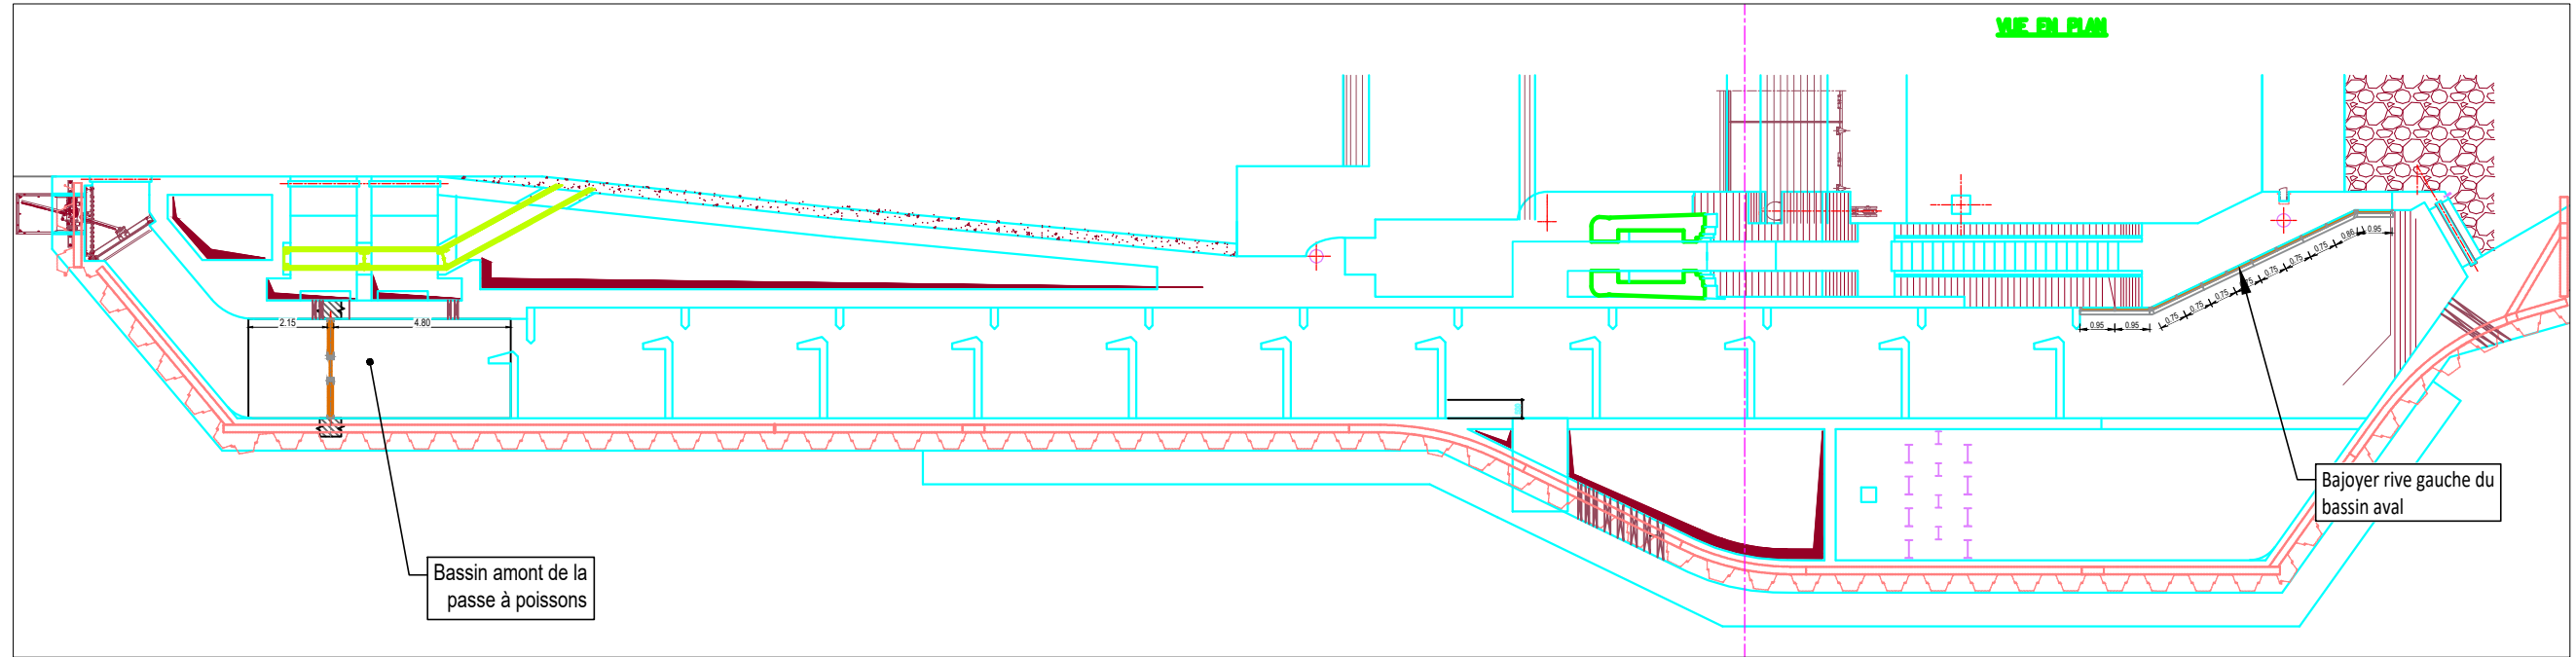 VUE EN PLAN
2.15
4.80
0.95
0.95
0.75
0.75
0.75
0.75
0.75
0.75
0.75
0.86
0.95
Bajoyer rive gauche du
bassin aval
Bassin amont de la
passe à poissons